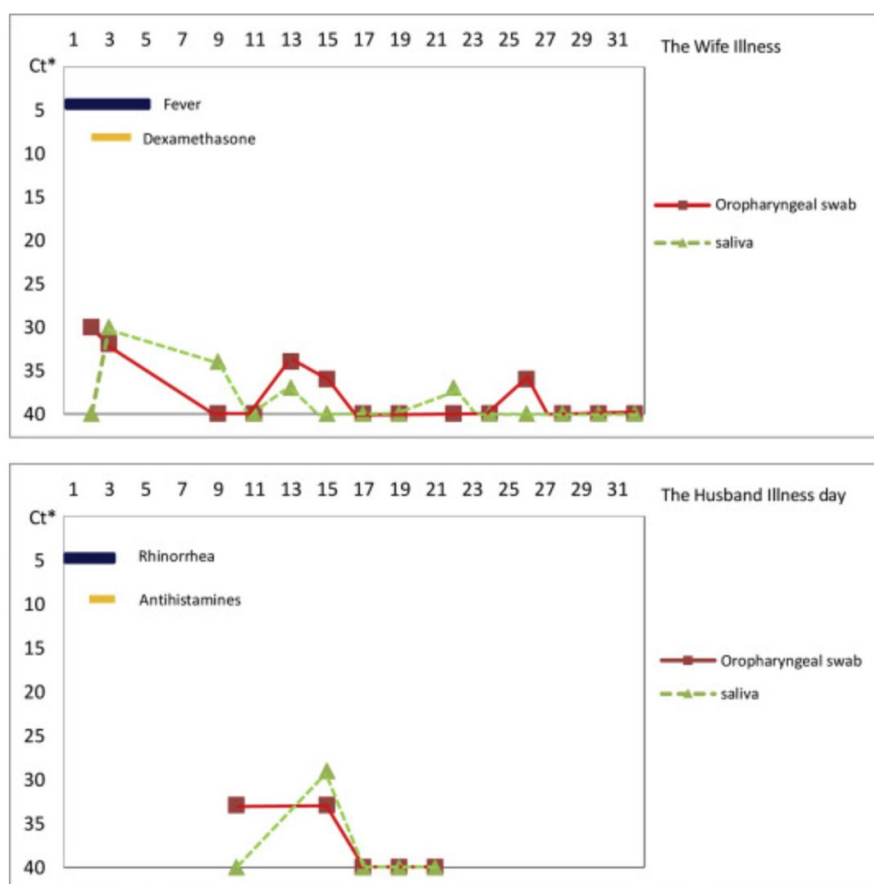 1 3 5 7 9 11 13 15 17 19 21 23 25 27 29 31
The Wife Illness
Ct*
5
Fever
10
Dexamethasone
15
20
Oropharyngeal swab
saliva
25
30
35
40
1 3 5 7 9 11 13 15 17 19 21 23 25 27 29 31
The Husband Illness day
Ct*
5
Rhinorrhea
10
Antihistamines
15
20
Oropharyngeal swab
saliva
25
30
35
40